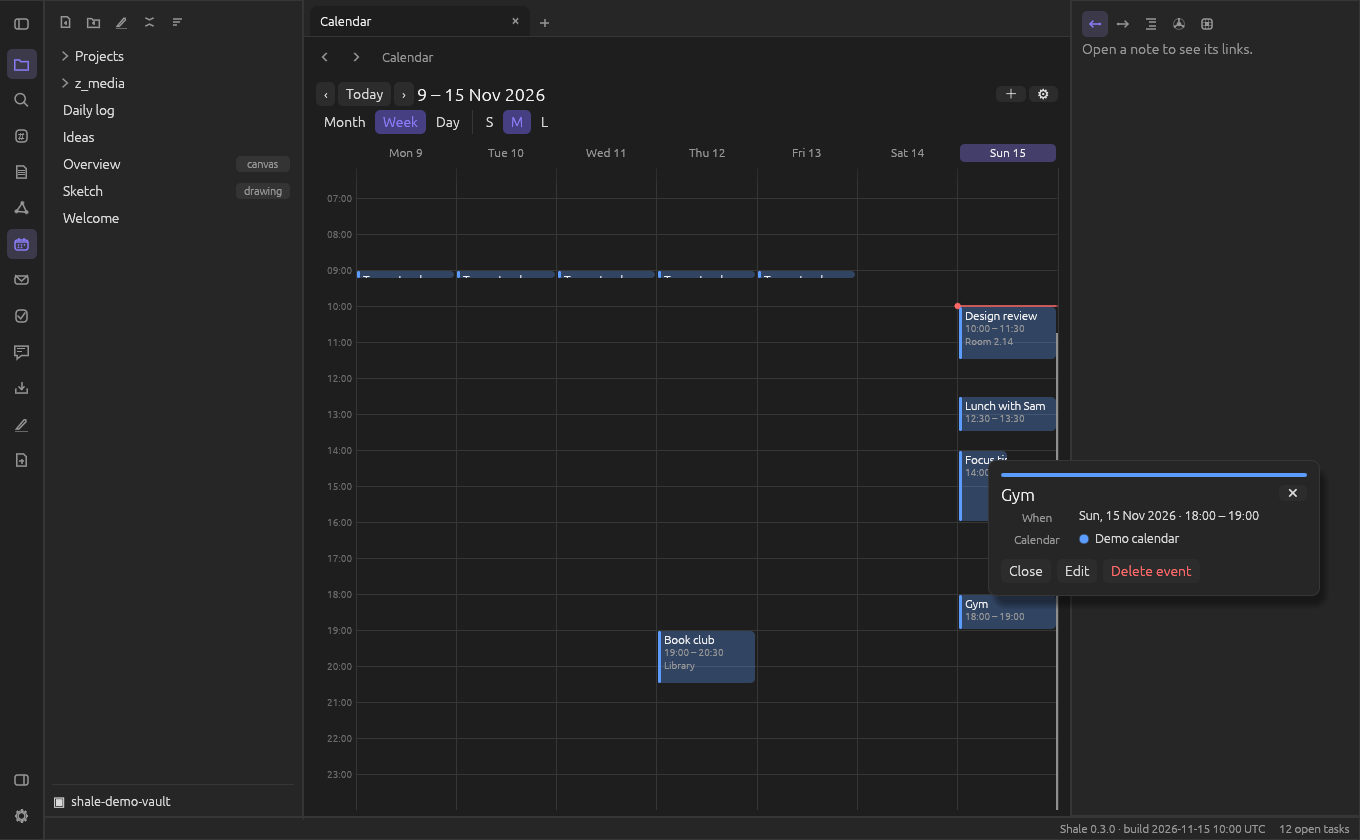 Calendar
Projects
z_media
Daily log
Ideas
Overview canvas
Sketch drawing
Welcome
shale-demo-vault
Calendar
Today 9 – 15 Nov 2026
Month Week Day S M L
Mon 9 Tue 10 Wed 11 Thu 12 Fri 13 Sat 14 Sun 15
07:00
08:00
09:00
10:00
11:00
12:00
13:00
14:00
15:00
16:00
17:00
18:00
19:00
20:00
21:00
22:00
23:00
Design review
10:00 – 11:30
Room 2.14
Lunch with Sam
12:30 – 13:30
Focus
14:00
Gym
18:00 – 19:00
Book club
19:00 – 20:30
Library
Gym
When Sun, 15 Nov 2026 · 18:00 – 19:00
Calendar Demo calendar
Close Edit Delete event
Open a note to see its links.
Shale 0.3.0 · build 2026-11-15 10:00 UTC 12 open tasks